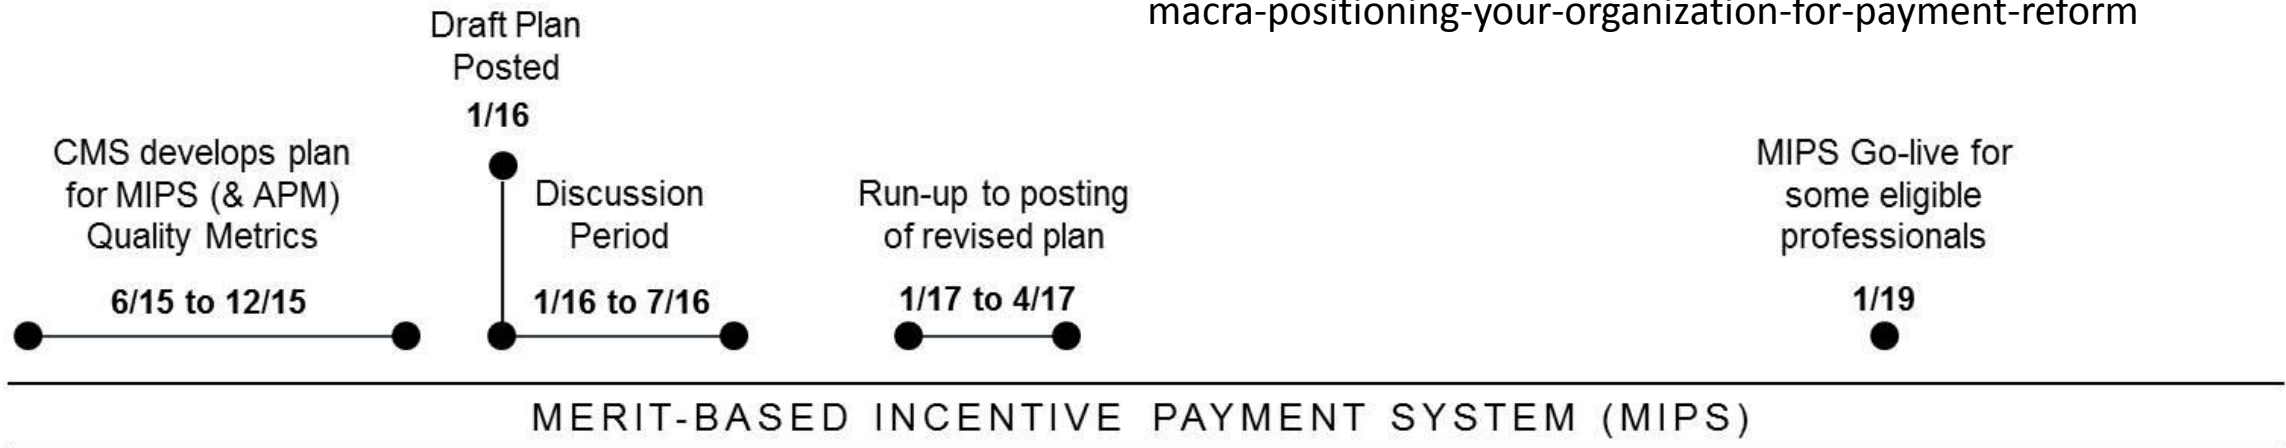 macra-positioning-your-organization-for-payment-reform
Draft Plan
Posted
1/16
CMS develops plan
for MIPS (& APM)
Quality Metrics
6/15 to 12/15
Discussion
Period
1/16 to 7/16
Run-up to posting
of revised plan
1/17 to 4/17
MIPS Go-live for
some eligible
professionals
1/19
MERIT-BASED INCENTIVE PAYMENT SYSTEM (MIPS)